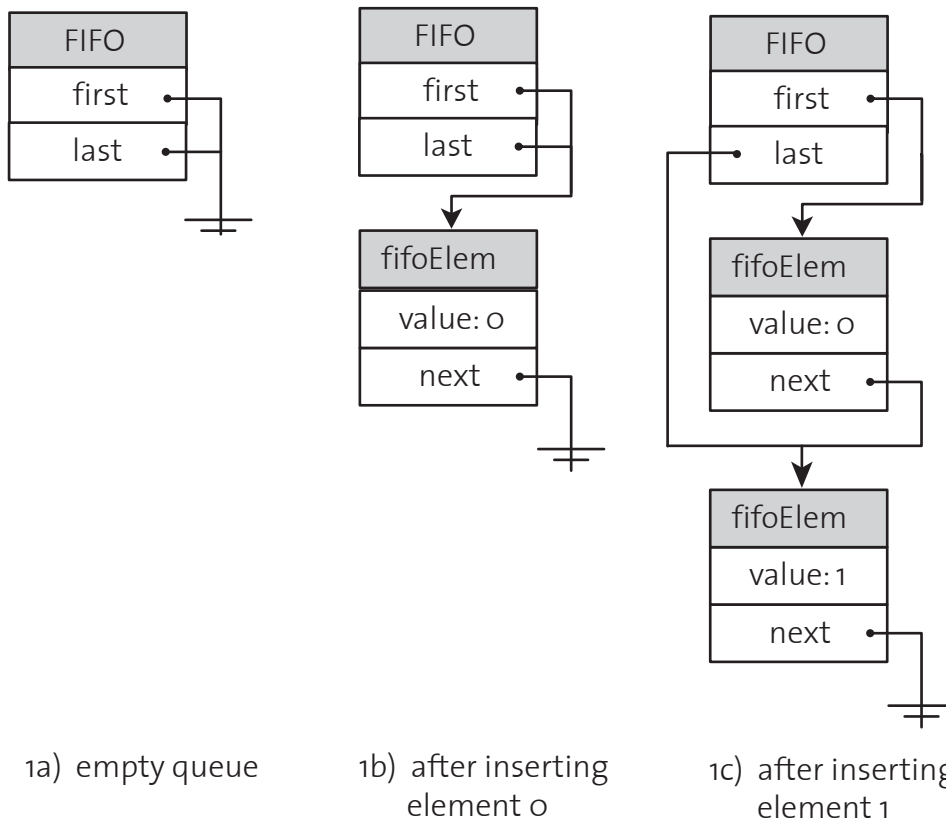 FIFO
first
last
1a) empty queue
FIFO
first
last
fifoElem
value: 0
next
1b) after inserting
element 0
FIFO
first
last
fifoElem
value: 0
next
fifoElem
value: 1
next
1c) after inserting
element 1